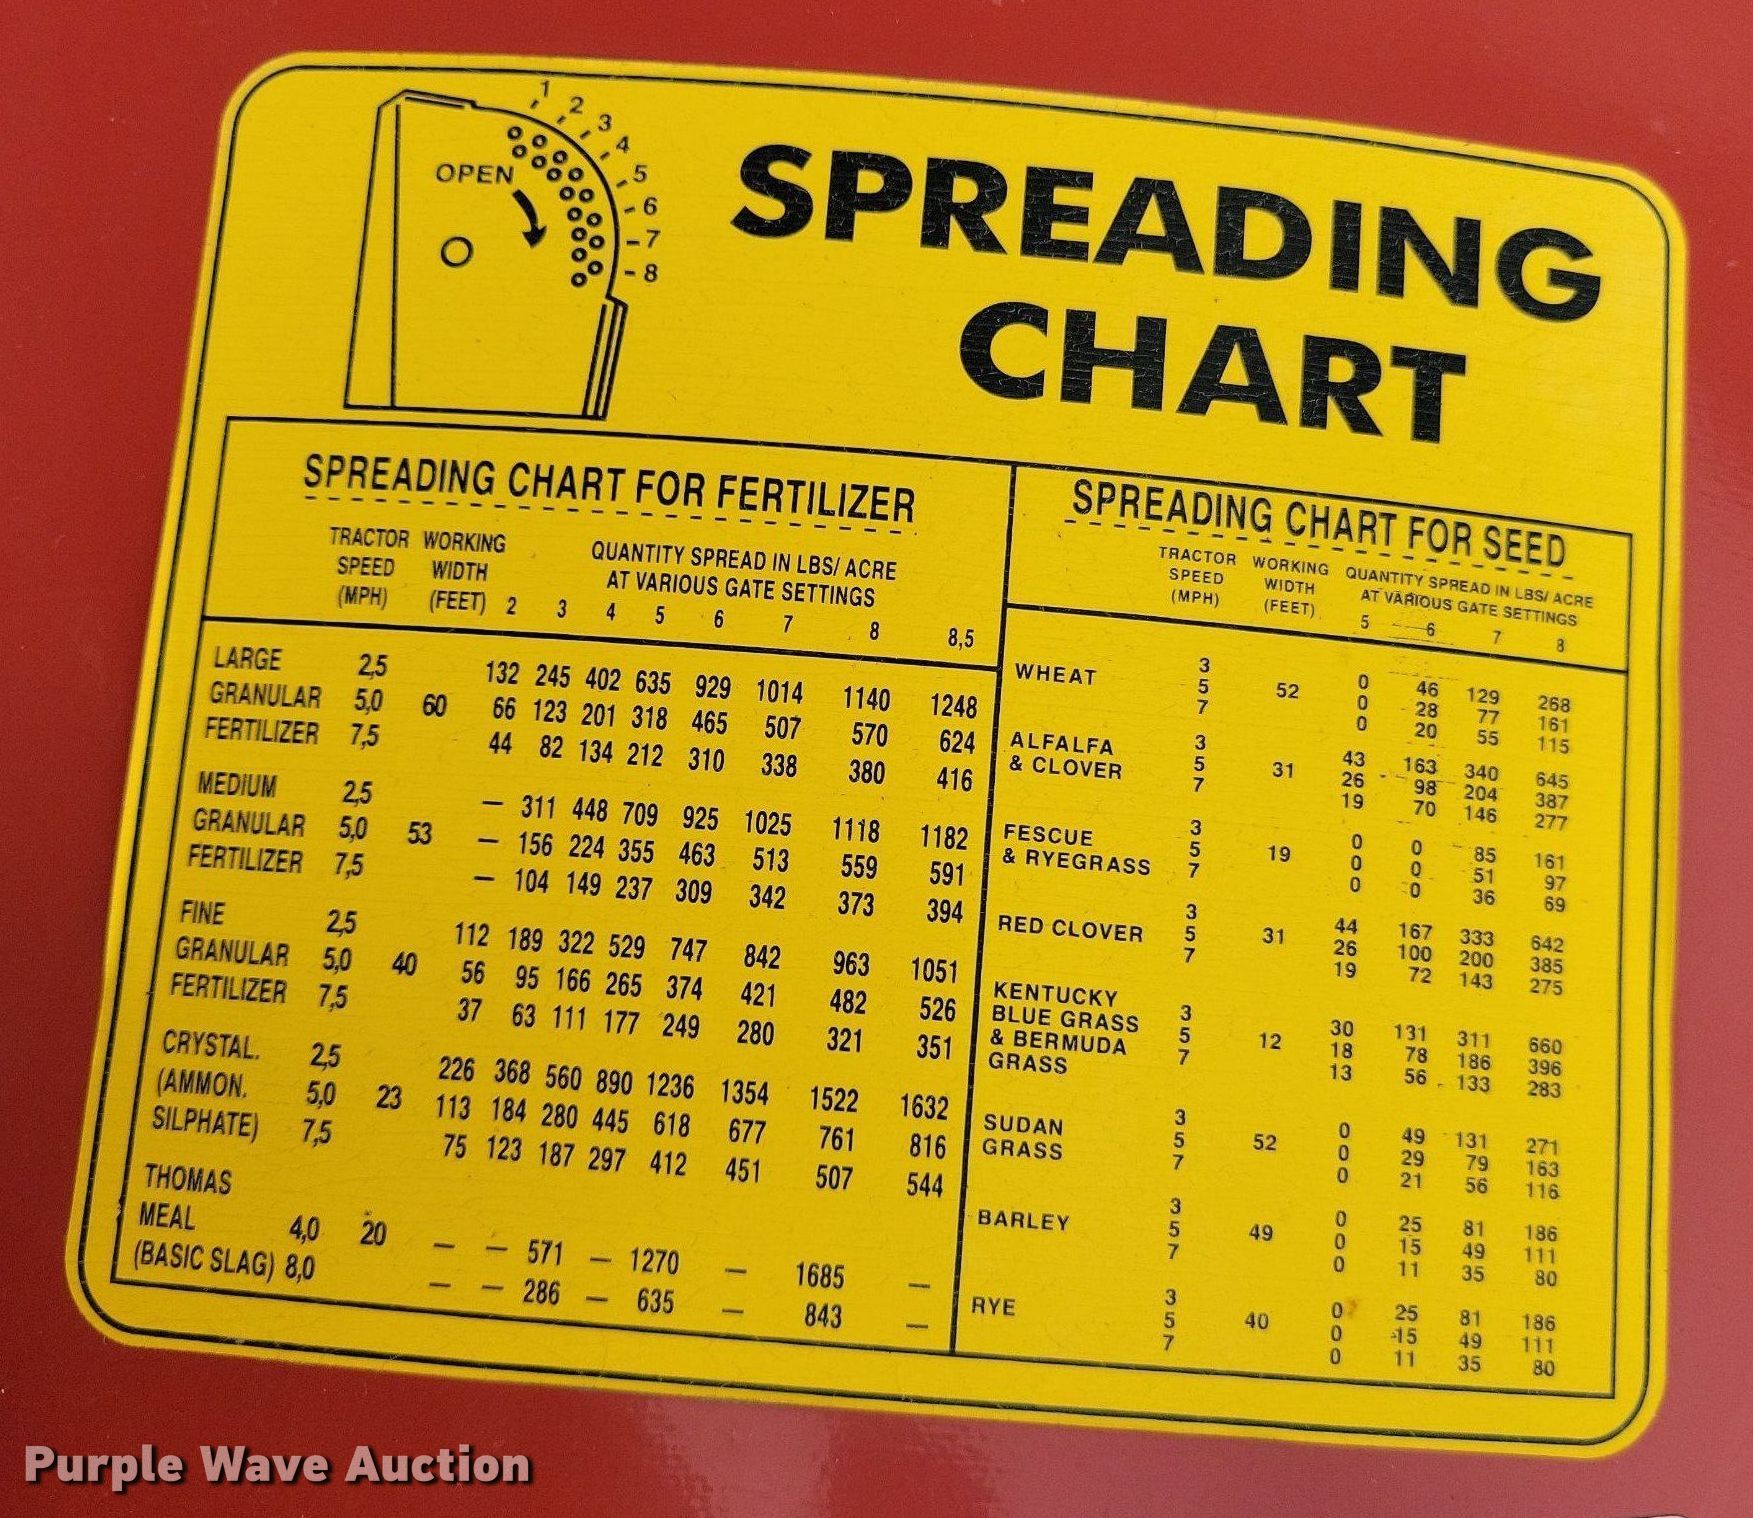 1
2
3
4
5
6
7
8
OPEN
SPREADING
CHART
SPREADING CHART FOR FERTILIZER
TRACTOR WORKING QUANTITY SPREAD IN LBS/ ACRE
SPEED WIDTH AT VARIOUS GATE SETTINGS
(MPH) (FEET) 2 3 4 5 6 7 8 8,5
LARGE 2,5 132 245 402 635 929 1014 1140 1248
GRANULAR 5,0 60 66 123 201 318 465 507 570 624
FERTILIZER 7,5 44 82 134 212 310 338 380 416
MEDIUM 2,5 – 311 448 709 925 1025 1118 1182
GRANULAR 5,0 53 – 156 224 355 463 513 559 591
FERTILIZER 7,5 – 104 149 237 309 342 373 394
FINE 2,5 112 189 322 529 747 842 963 1051
GRANULAR 5,0 40 56 95 166 265 374 421 482 526
FERTILIZER 7,5 37 63 111 177 249 280 321 351
CRYSTAL. 2,5 226 368 560 890 1236 1354 1522 1632
(AMMON. 5,0 23 113 184 280 445 618 677 761 816
SILPHATE) 7,5 75 123 187 297 412 451 507 544
THOMAS
MEAL 4,0 20 – – 571 – 1270 – 1685 –
(BASIC SLAG) 8,0 – – 286 – 635 – 843 –
SPREADING CHART FOR SEED
TRACTOR WORKING QUANTITY SPREAD IN LBS/ ACRE
SPEED WIDTH AT VARIOUS GATE SETTINGS
(MPH) (FEET) 5 6 7 8
WHEAT 3 0 46 129 268
5 52 0 28 77 161
7 0 20 55 115
ALFALFA 3 43 163 340 645
& CLOVER 5 31 26 98 204 387
7 19 70 146 277
FESCUE 3 0 0 85 161
& RYEGRASS 5 19 0 0 51 97
7 0 0 36 69
RED CLOVER 3 44 167 333 642
5 31 26 100 200 385
7 19 72 143 275
KENTUCKY
BLUE GRASS 3 30 131 311 660
& BERMUDA 5 12 18 78 186 396
GRASS 7 13 56 133 283
SUDAN 3 0 49 131 271
GRASS 5 52 0 29 79 163
7 0 21 56 116
BARLEY 3 0 25 81 186
5 49 0 15 49 111
7 0 11 35 80
RYE 3 0 25 81 186
5 40 0 15 49 111
7 0 11 35 80
Purple Wave Auction